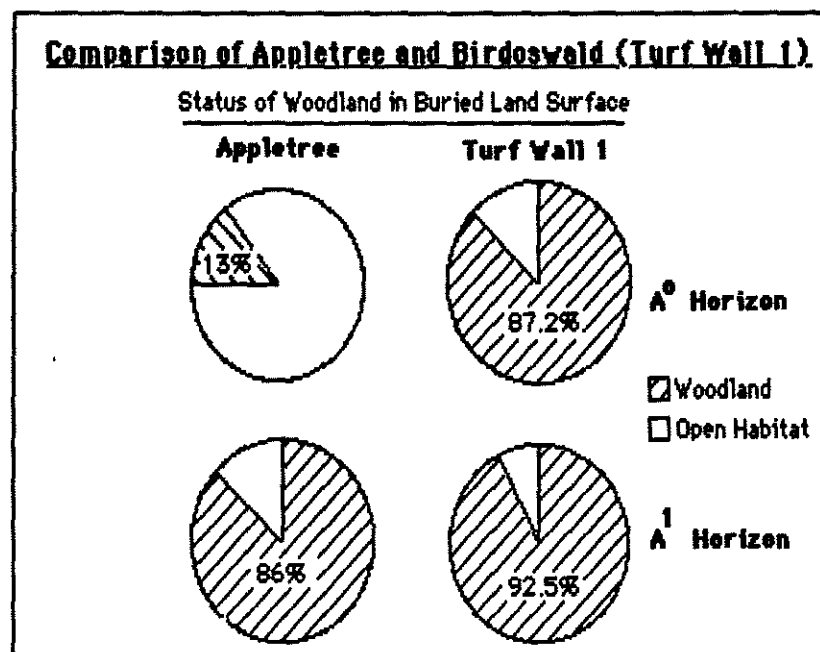 Comparison of Appletree and Birdoswald (Turf Wall 1)
Status of Woodland in Buried Land Surface
Appletree Turf Wall 1
13%
87.2%
A⁰ Horizon
Woodland
Open Habitat
86%
92.5%
A¹ Horizon